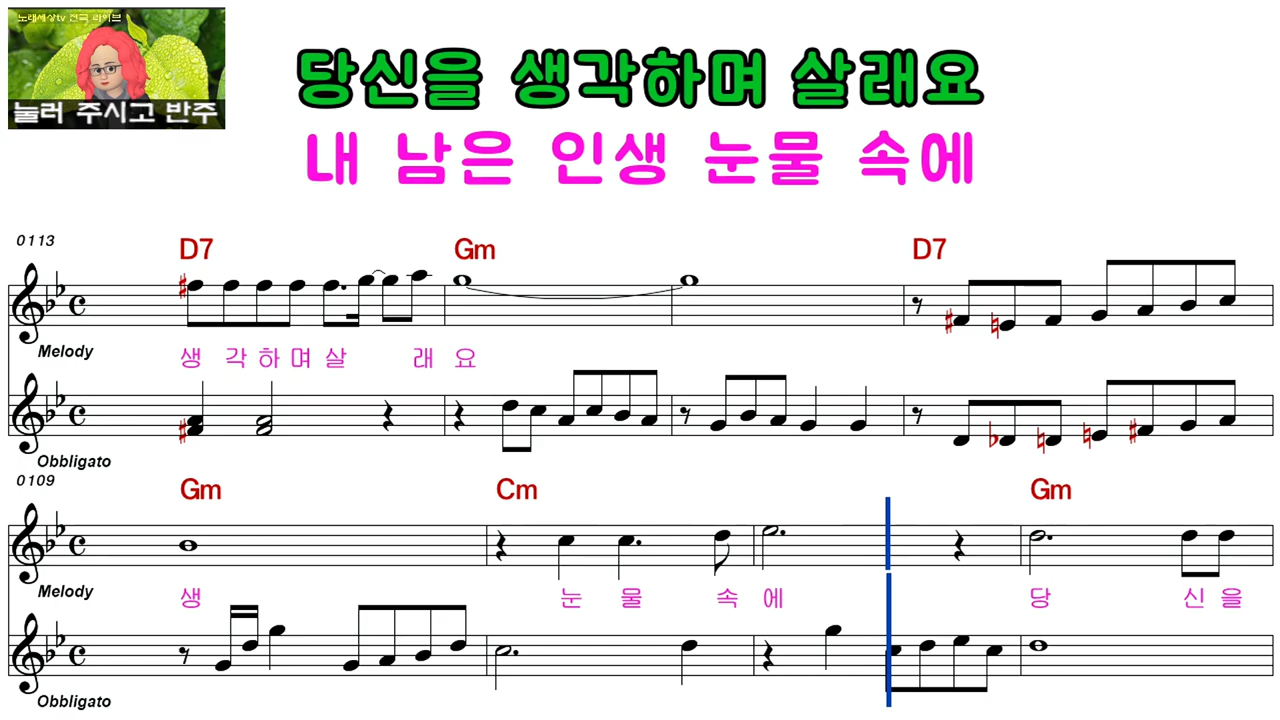 노래세상tv 전국 라이브
눌러 주시고 반주
당신을 생각하며 살래요
내 남은 인생 눈물 속에
0113
D7 Gm D7
Melody
생 각 하 며 살 래 요
Obbligato
0109
Gm Cm Gm
Melody
생 눈 물 속 에 당 신 을
Obbligato